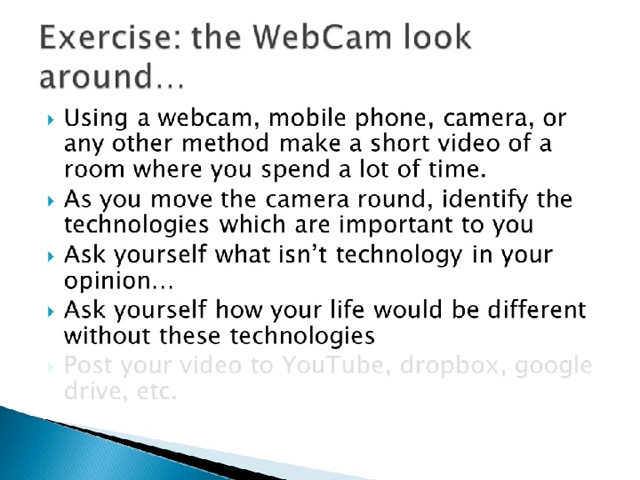 Exercise: the WebCam look
around…
Using a webcam, mobile phone, camera, or
any other method make a short video of a
room where you spend a lot of time.
As you move the camera round, identify the
technologies which are important to you
Ask yourself what isn't technology in your
opinion…
Ask yourself how your life would be different
without these technologies
Post your video to YouTube, dropbox, google
drive, etc.